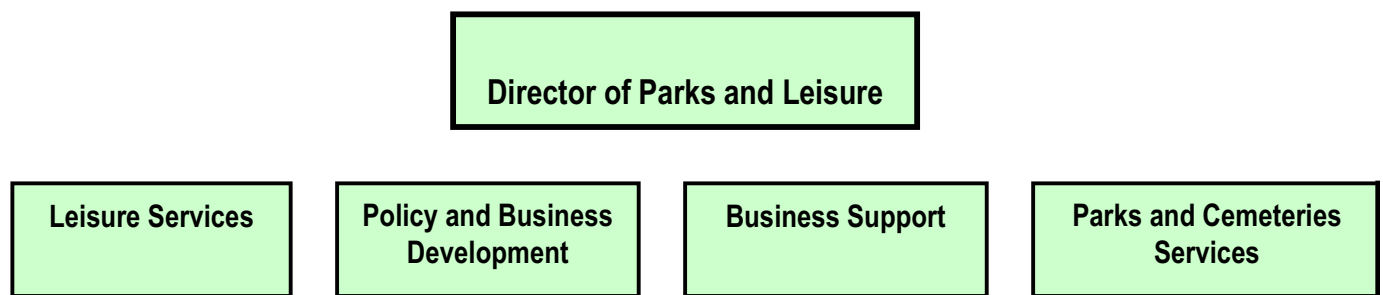 Director of Parks and Leisure
Leisure Services
Policy and Business
Development
Business Support
Parks and Cemeteries
Services